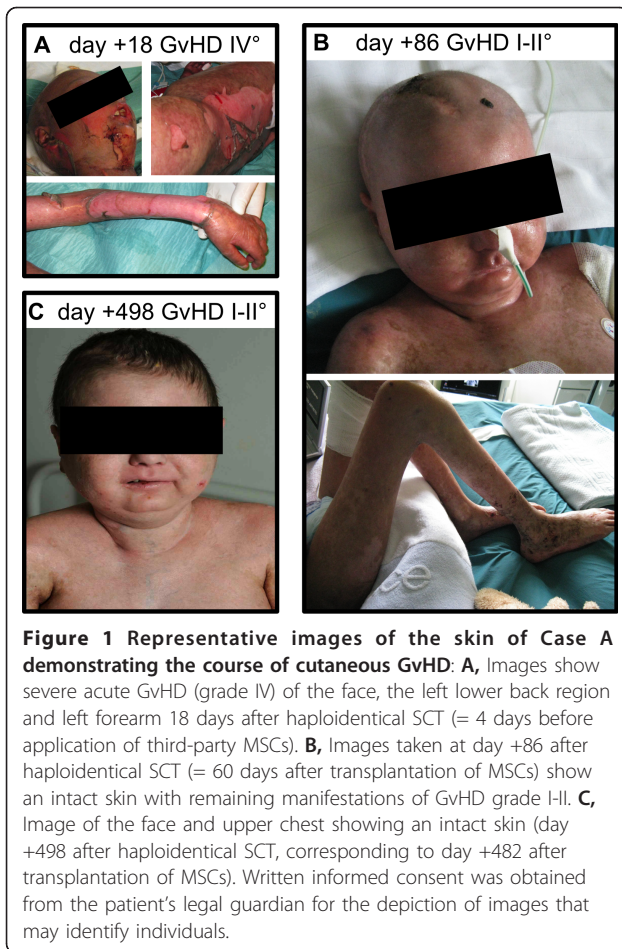 A day +18 GvHD IV°
B day +86 GvHD I-II°
C day +498 GvHD I-II°
Figure 1 Representative images of the skin of Case A
demonstrating the course of cutaneous GvHD: A, Images show
severe acute GvHD (grade IV) of the face, the left lower back region
and left forearm 18 days after haploidentical SCT (= 4 days before
application of third-party MSCs). B, Images taken at day +86 after
haploidentical SCT (= 60 days after transplantation of MSCs) show
an intact skin with remaining manifestations of GvHD grade I-II. C,
Image of the face and upper chest showing an intact skin (day
+498 after haploidentical SCT, corresponding to day +482 after
transplantation of MSCs). Written informed consent was obtained
from the patient's legal guardian for the depiction of images that
may identify individuals.